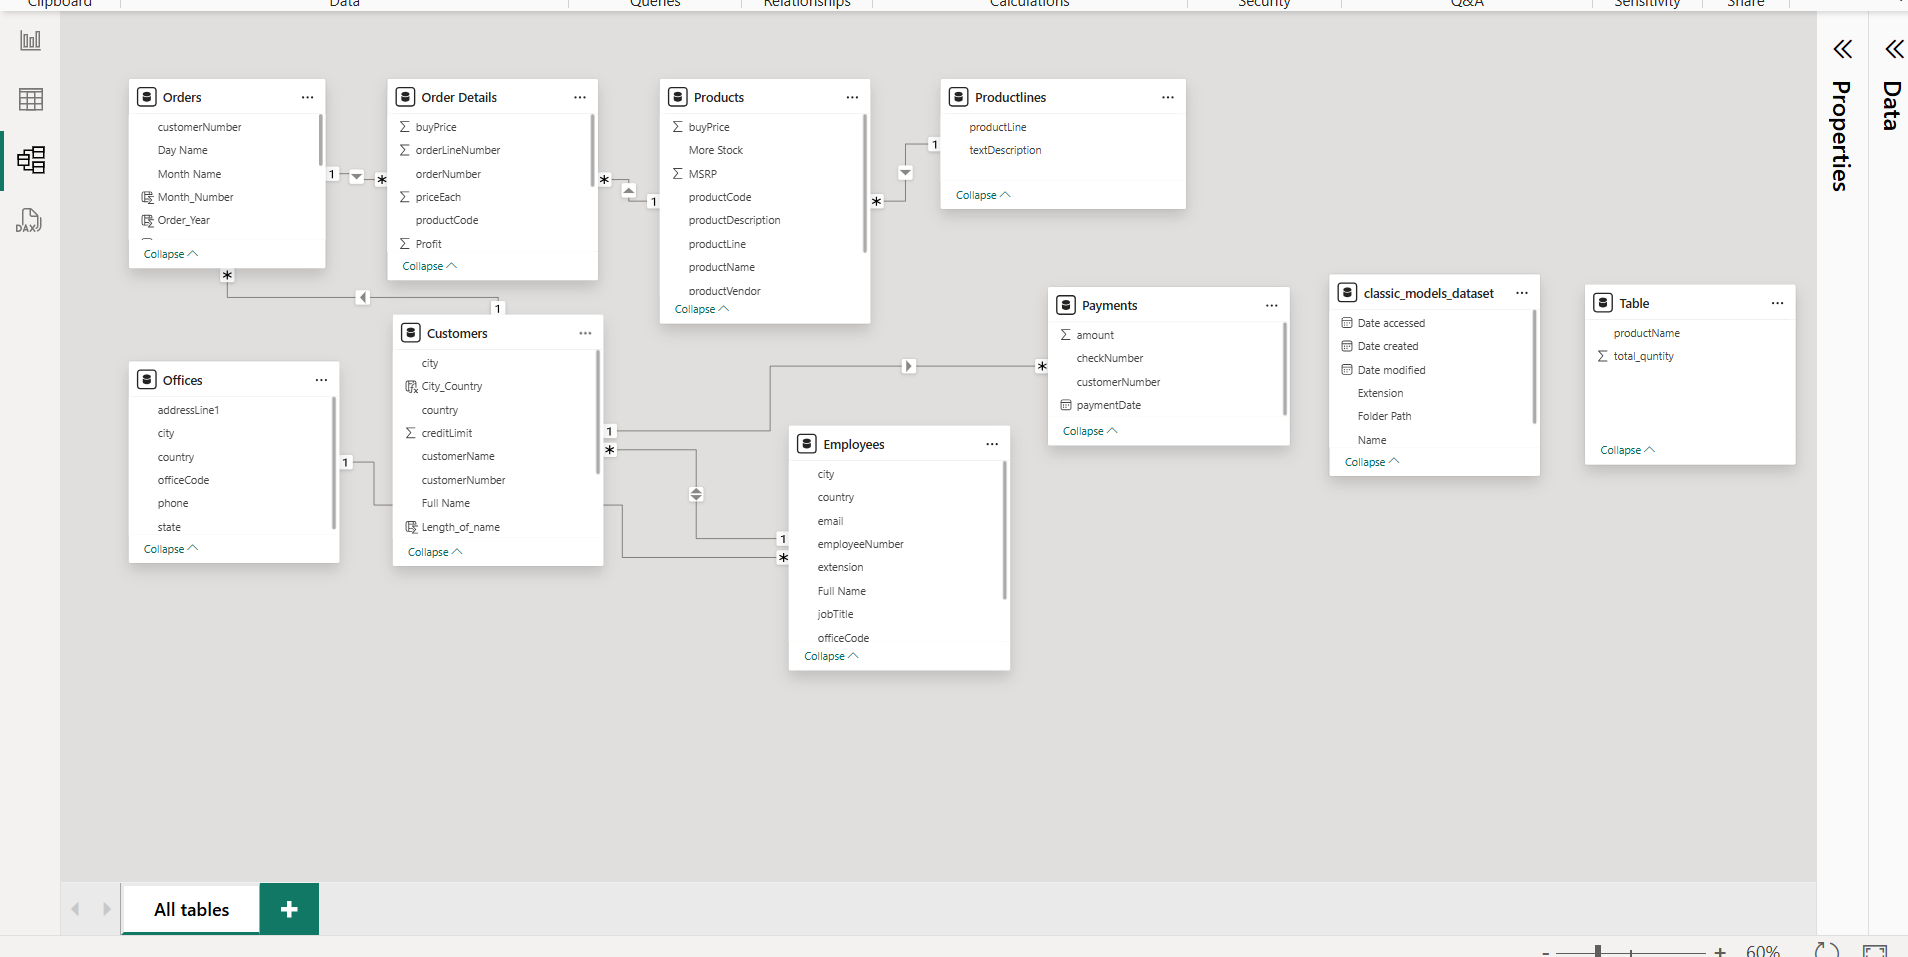 Clipboard
Data
Queries
Relationships
Calculations
Security
Q&A
Sensitivity
Share
Orders
customerNumber
Day Name
Month Name
Month_Number
Order_Year
Collapse
1
*
*
Order Details
buyPrice
orderLineNumber
orderNumber
priceEach
productCode
Profit
Collapse
*
1
Products
buyPrice
More Stock
MSRP
productCode
productDescription
productLine
productName
productVendor
Collapse
*
1
Productlines
productLine
textDescription
Collapse
Offices
addressLine1
city
country
officeCode
phone
state
Collapse
1
1
Customers
city
City_Country
country
creditLimit
customerName
customerNumber
Full Name
Length_of_name
Collapse
1
*
1
*
Employees
city
country
email
employeeNumber
extension
Full Name
jobTitle
officeCode
Collapse
*
Payments
amount
checkNumber
customerNumber
paymentDate
Collapse
classic_models_dataset
Date accessed
Date created
Date modified
Extension
Folder Path
Name
Collapse
Table
productName
total_quntity
Collapse
Properties
Data
DAX
All tables
60%